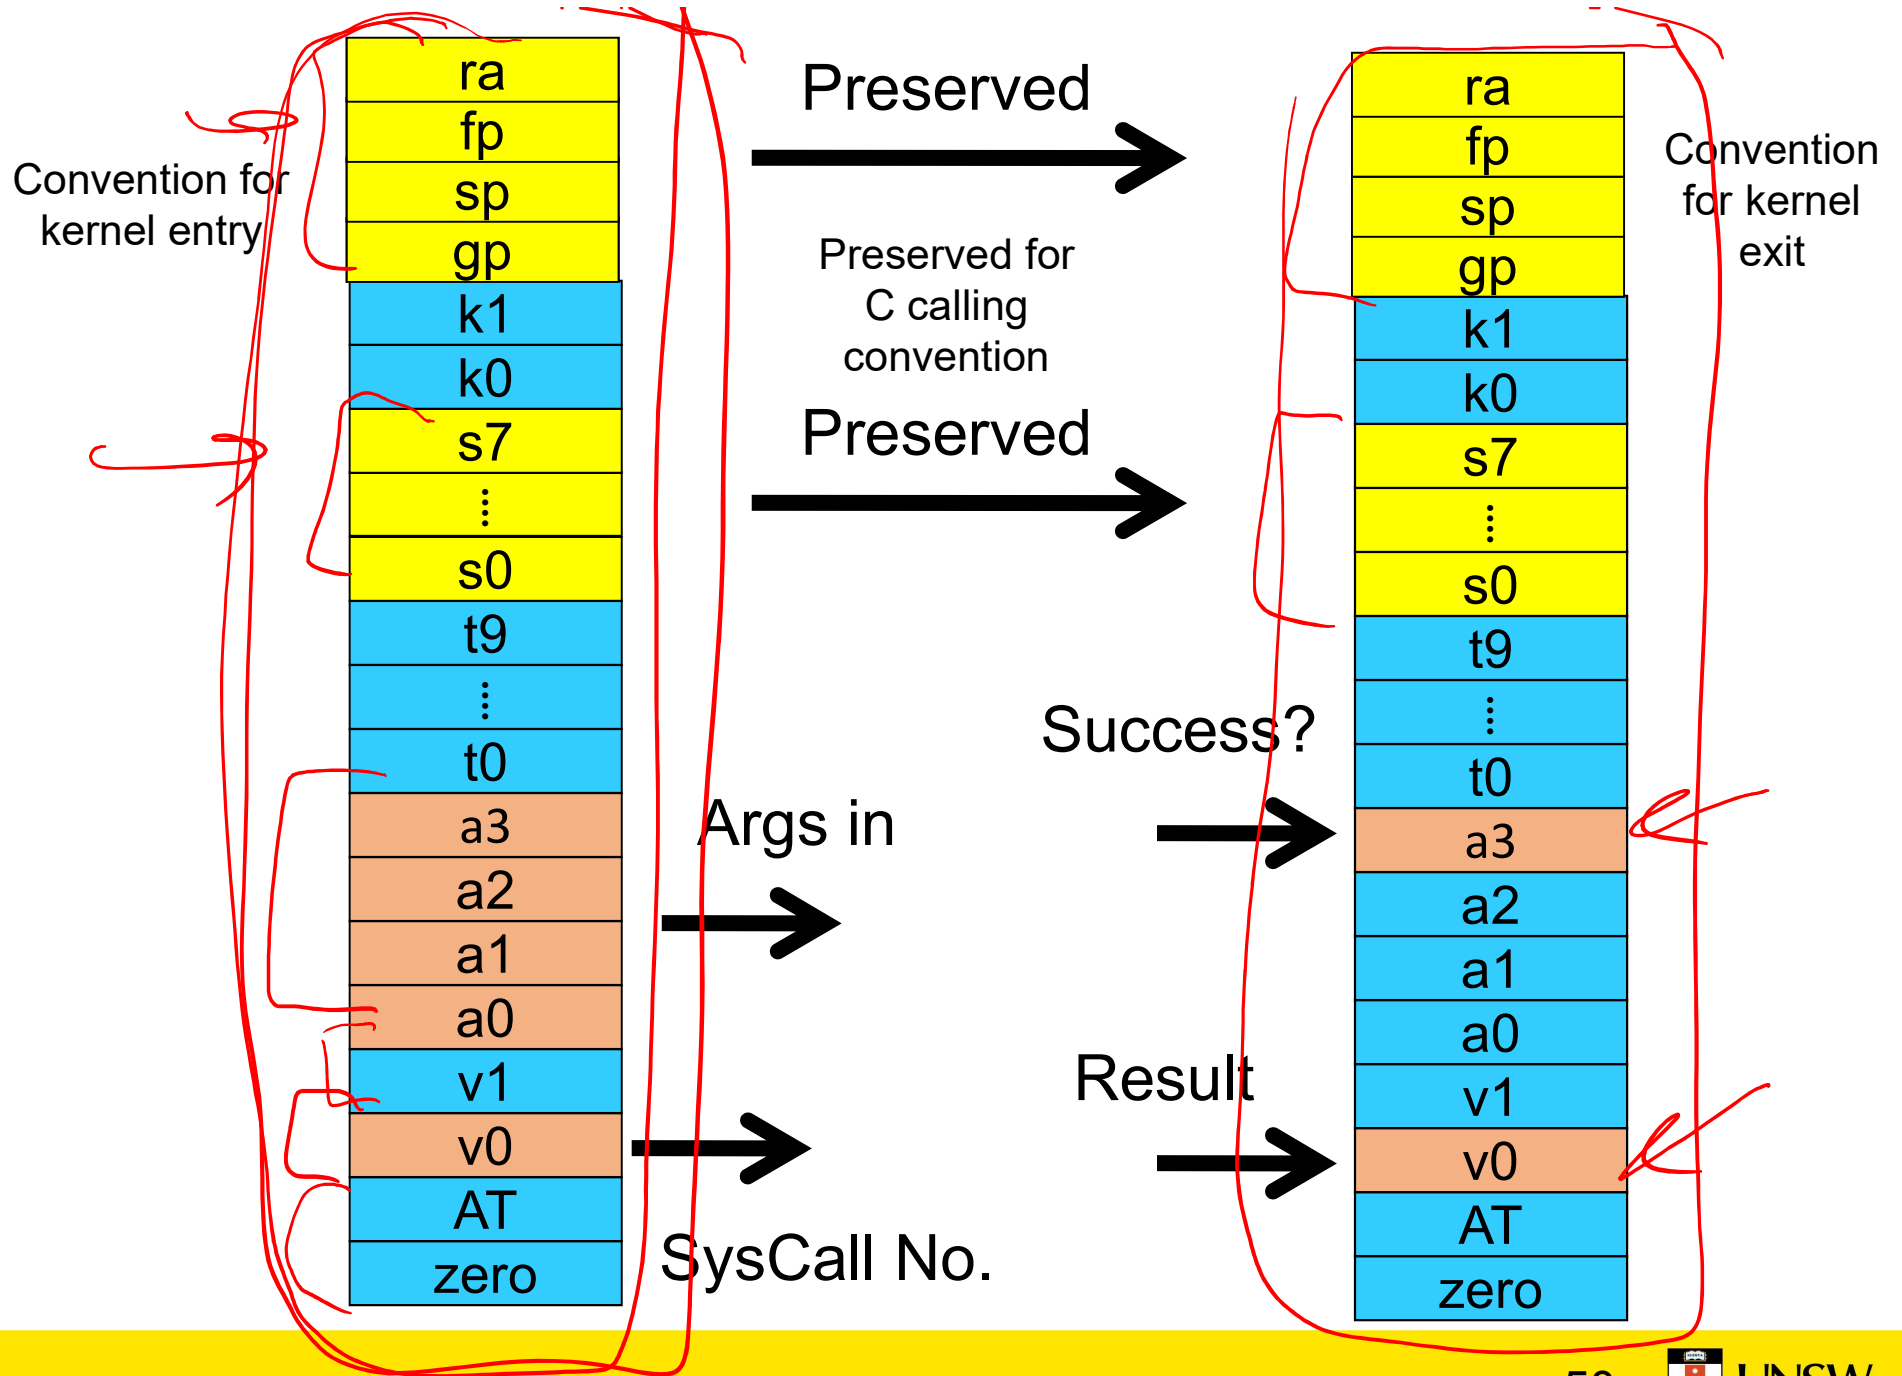 ra
fp
sp
gp
k1
k0
s7
s0
t9
t0
a3
a2
a1
a0
v1
v0
AT
zero
Convention for
kernel entry
Preserved
Preserved for
C calling
convention
Preserved
Args in
SysCall No.
Success?
Result
ra
fp
sp
gp
k1
k0
s7
s0
t9
t0
a3
a2
a1
a0
v1
v0
AT
zero
Convention
for kernel
exit
UNSW